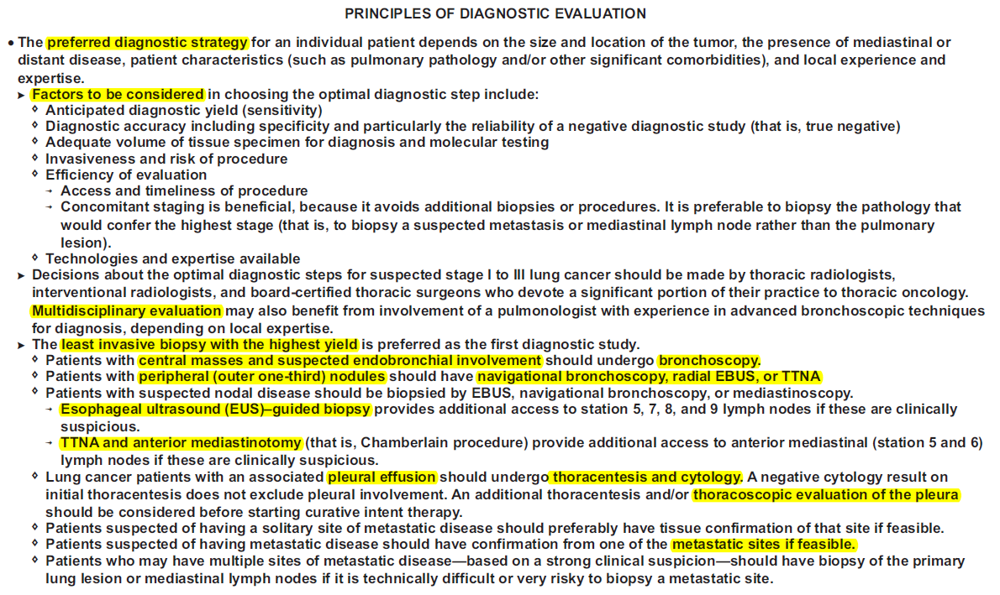 PRINCIPLES OF DIAGNOSTIC EVALUATION
• The preferred diagnostic strategy for an individual patient depends on the size and location of the tumor, the presence of mediastinal or
distant disease, patient characteristics (such as pulmonary pathology and/or other significant comorbidities), and local experience and
expertise.
➤ Factors to be considered in choosing the optimal diagnostic step include:
◊ Anticipated diagnostic yield (sensitivity)
◊ Diagnostic accuracy including specificity and particularly the reliability of a negative diagnostic study (that is, true negative)
◊ Adequate volume of tissue specimen for diagnosis and molecular testing
◊ Invasiveness and risk of procedure
◊ Efficiency of evaluation
→ Access and timeliness of procedure
→ Concomitant staging is beneficial, because it avoids additional biopsies or procedures. It is preferable to biopsy the pathology that
would confer the highest stage (that is, to biopsy a suspected metastasis or mediastinal lymph node rather than the pulmonary
lesion).
◊ Technologies and expertise available
➤ Decisions about the optimal diagnostic steps for suspected stage I to III lung cancer should be made by thoracic radiologists,
interventional radiologists, and board-certified thoracic surgeons who devote a significant portion of their practice to thoracic oncology.
Multidisciplinary evaluation may also benefit from involvement of a pulmonologist with experience in advanced bronchoscopic techniques
for diagnosis, depending on local expertise.
➤ The least invasive biopsy with the highest yield is preferred as the first diagnostic study.
◊ Patients with central masses and suspected endobronchial involvement should undergo bronchoscopy.
◊ Patients with peripheral (outer one-third) nodules should have navigational bronchoscopy, radial EBUS, or TTNA
◊ Patients with suspected nodal disease should be biopsied by EBUS, navigational bronchoscopy, or mediastinoscopy.
→ Esophageal ultrasound (EUS)–guided biopsy provides additional access to station 5, 7, 8, and 9 lymph nodes if these are clinically
suspicious.
→ TTNA and anterior mediastinotomy (that is, Chamberlain procedure) provide additional access to anterior mediastinal (station 5 and 6)
lymph nodes if these are clinically suspicious.
◊ Lung cancer patients with an associated pleural effusion should undergo thoracentesis and cytology. A negative cytology result on
initial thoracentesis does not exclude pleural involvement. An additional thoracentesis and/or thoracoscopic evaluation of the pleura
should be considered before starting curative intent therapy.
◊ Patients suspected of having a solitary site of metastatic disease should preferably have tissue confirmation of that site if feasible.
◊ Patients suspected of having metastatic disease should have confirmation from one of the metastatic sites if feasible.
◊ Patients who may have multiple sites of metastatic disease—based on a strong clinical suspicion—should have biopsy of the primary
lung lesion or mediastinal lymph nodes if it is technically difficult or very risky to biopsy a metastatic site.